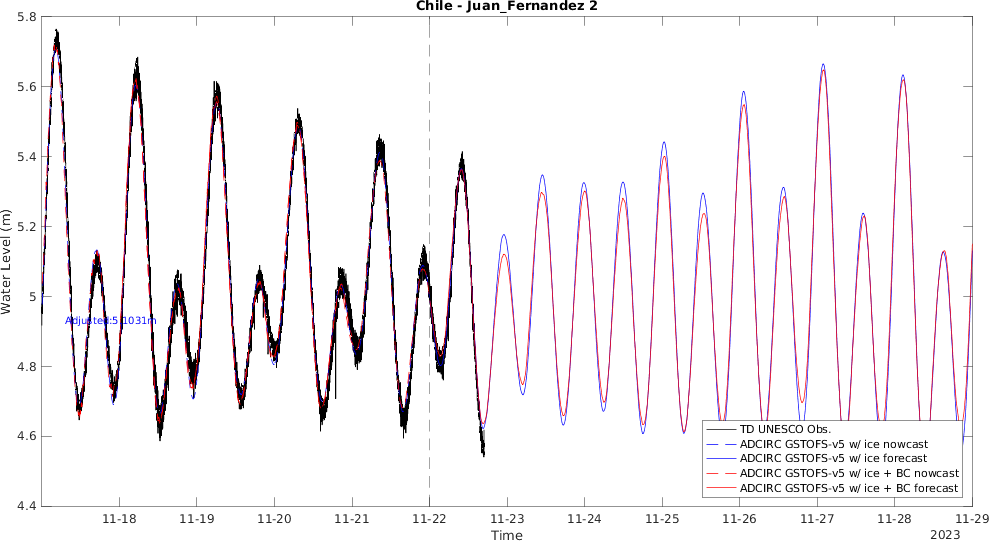 Chile - Juan_Fernandez 2
Water Level (m)
5.8
5.6
5.4
5.2
5
4.8
4.6
4.4
Adjusted:5.1031m
TD UNESCO Obs.
ADCIRC GSTOFS-v5 w/ ice nowcast
ADCIRC GSTOFS-v5 w/ ice forecast
ADCIRC GSTOFS-v5 w/ ice + BC nowcast
ADCIRC GSTOFS-v5 w/ ice + BC forecast
11-18 11-19 11-20 11-21 11-22 11-23 11-24 11-25 11-26 11-27 11-28 11-29
Time
2023